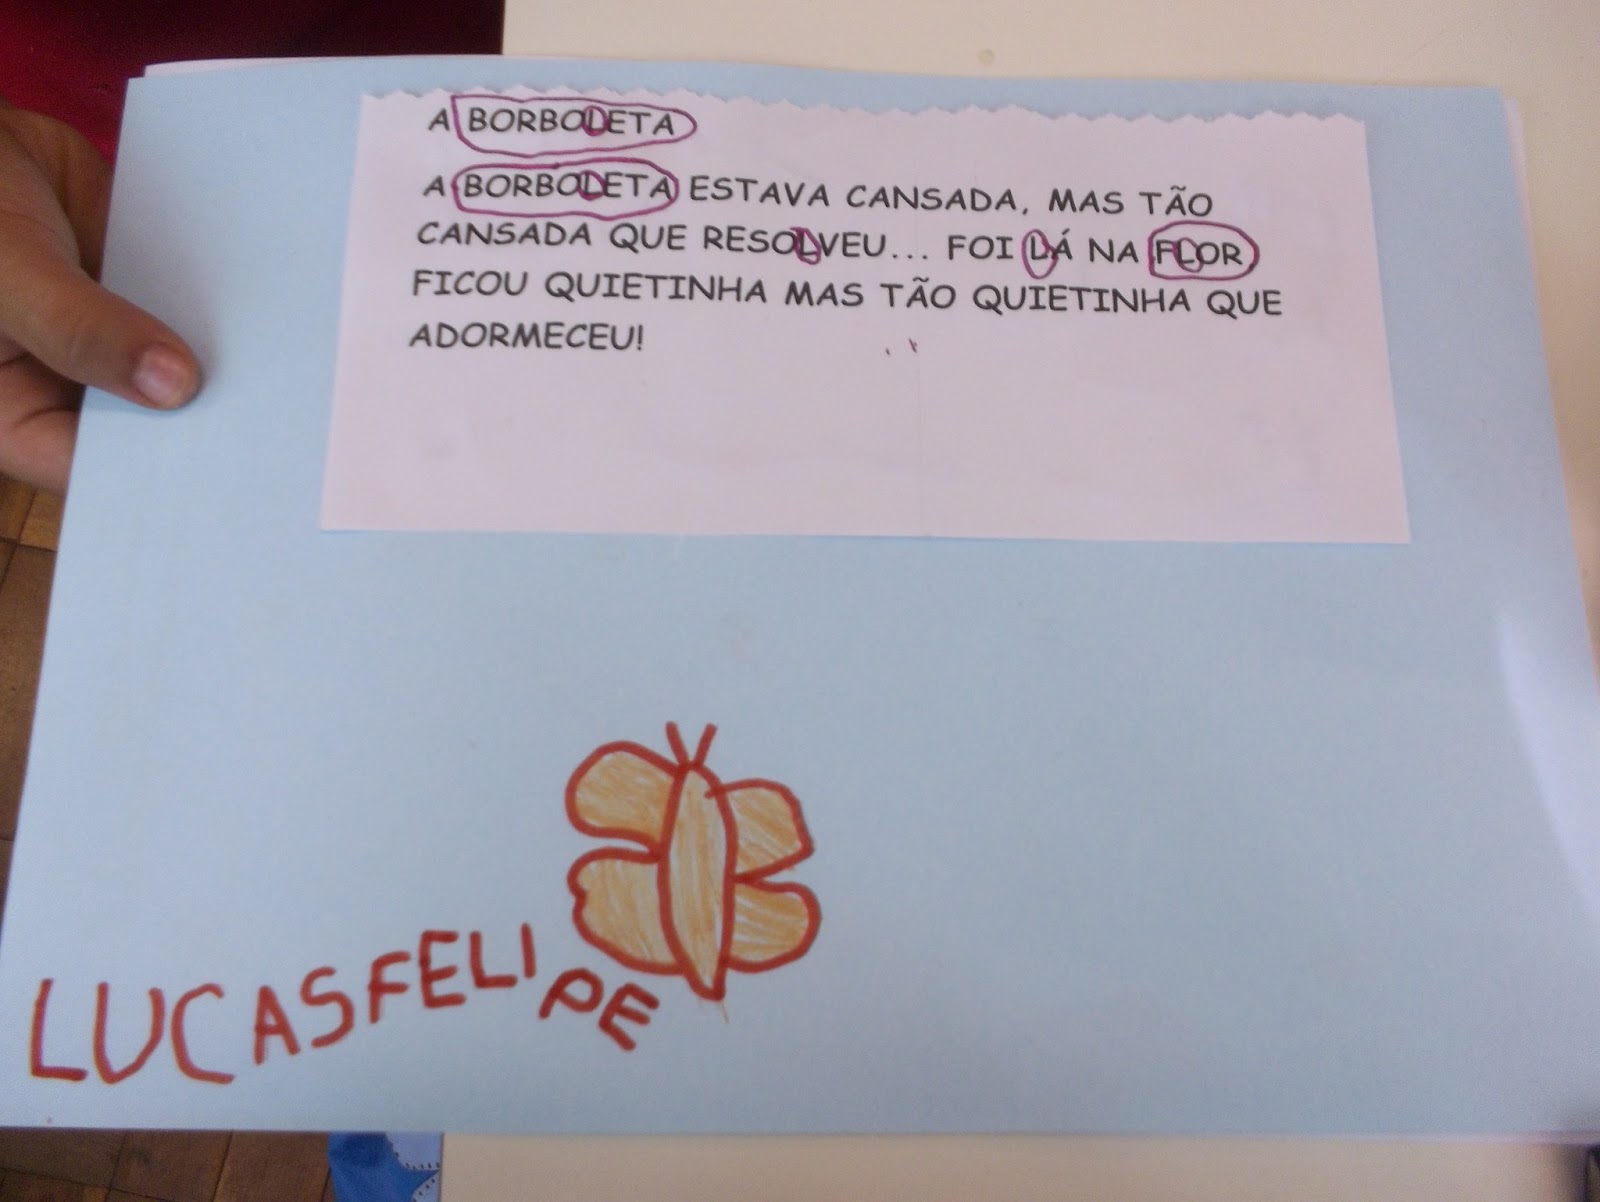 A BORBOLETA
A BORBOLETA ESTAVA CANSADA, MAS TÃO
CANSADA QUE RESOLVEU... FOI LÁ NA FLOR
FICOU QUIETINHA MAS TÃO QUIETINHA QUE
ADORMECEU!
LUCASFELIPE